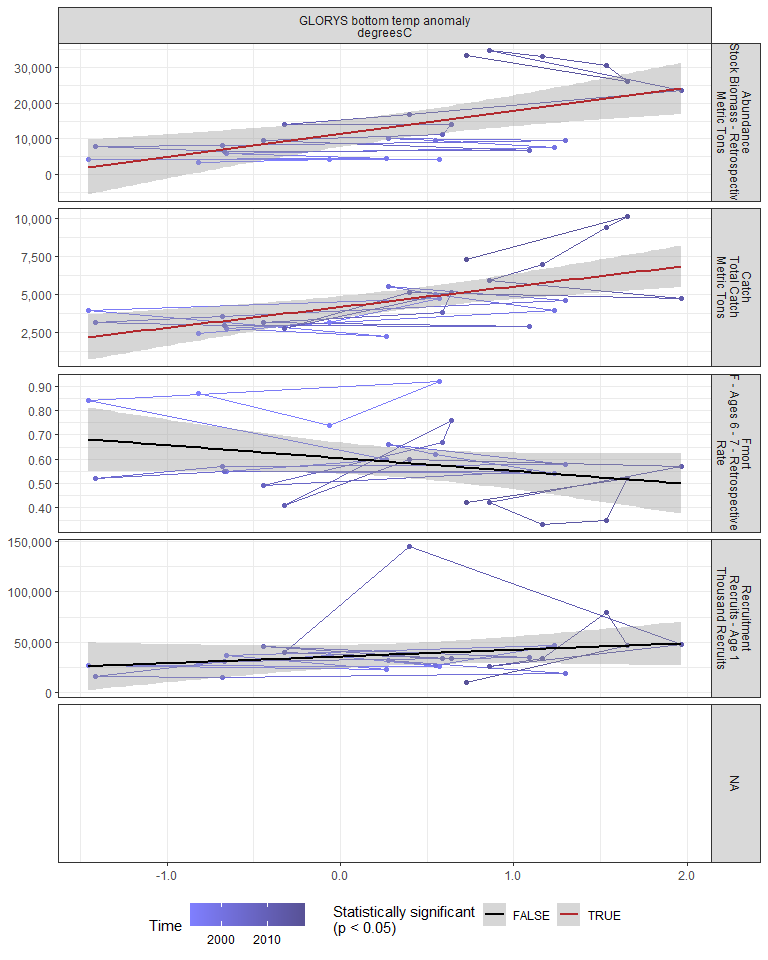 GLORYS bottom temp anomaly
degreesC
30,000
20,000
10,000
0
Abundance
Stock Biomass - Retrospectiv
Metric Tons
10,000
7,500
5,000
2,500
Catch
Total Catch
Metric Tons
0.90
0.80
0.70
0.60
0.50
0.40
Fmort
F - Ages 6 - 7 - Retrospective
Rate
150,000
100,000
50,000
0
Recruitment
Recruits - Age 1
Thousand Recruits
NA
-1.0
0.0
1.0
2.0
Time
2000
2010
Statistically significant
(p < 0.05)
FALSE
TRUE